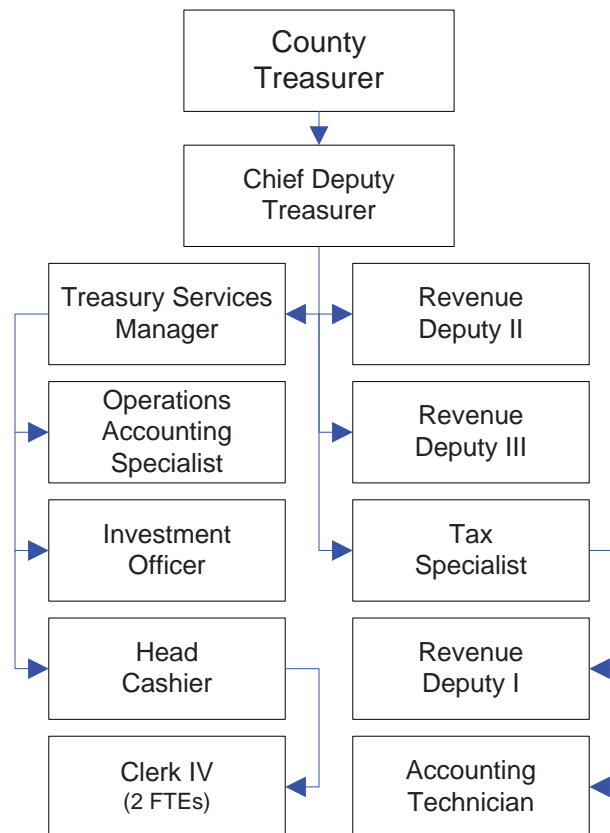 County
Treasurer
Chief Deputy
Treasurer
Treasury Services
Manager
Revenue
Deputy II
Operations
Accounting
Specialist
Revenue
Deputy III
Investment
Officer
Tax
Specialist
Head
Cashier
Revenue
Deputy I
Clerk IV
(2 FTEs)
Accounting
Technician